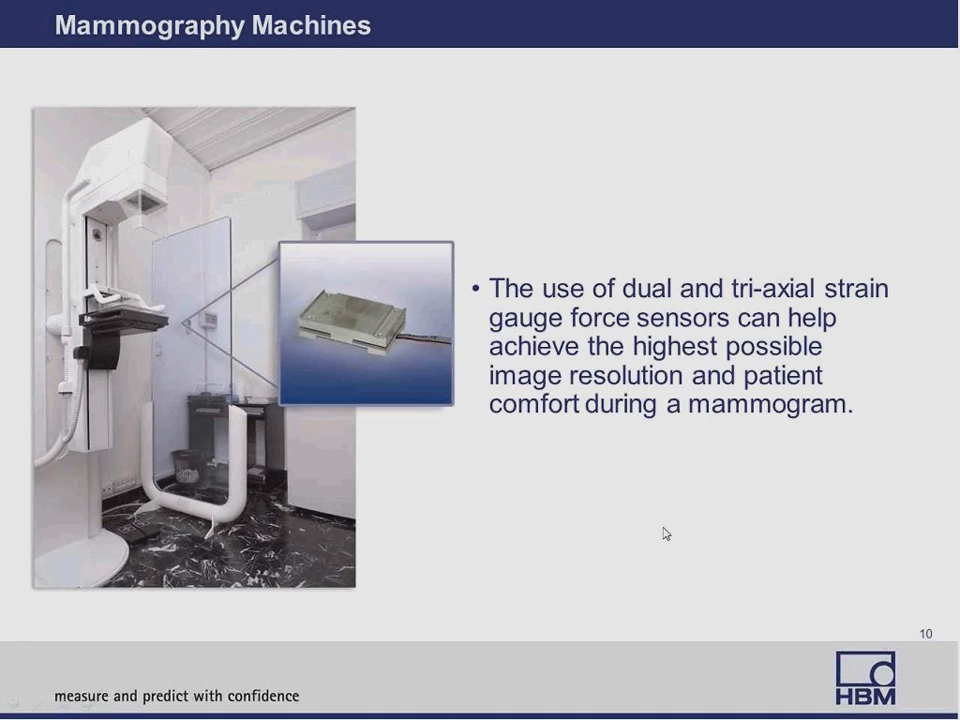 Mammography Machines
• The use of dual and tri-axial strain
gauge force sensors can help
achieve the highest possible
image resolution and patient
comfort during a mammogram.
10
measure and predict with confidence
HBM